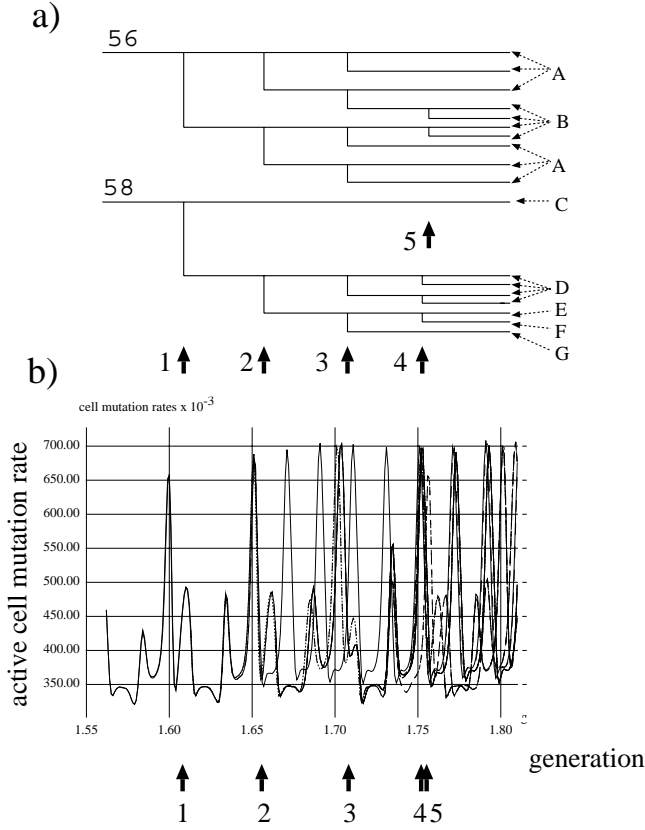 a)
56
A
B
A
58
C
5
D
E
F
G
1 2 3 4
b)
cell mutation rates x 10-3
active cell mutation rate
700.00
650.00
600.00
550.00
500.00
450.00
400.00
350.00
1.55 1.60 1.65 1.70 1.75 1.80
generation
1 2 3 45